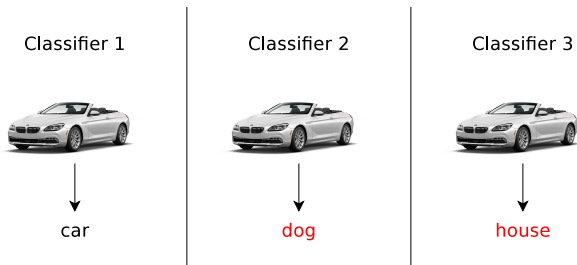 Classifier 1
Classifier 2
Classifier 3
car
dog
house